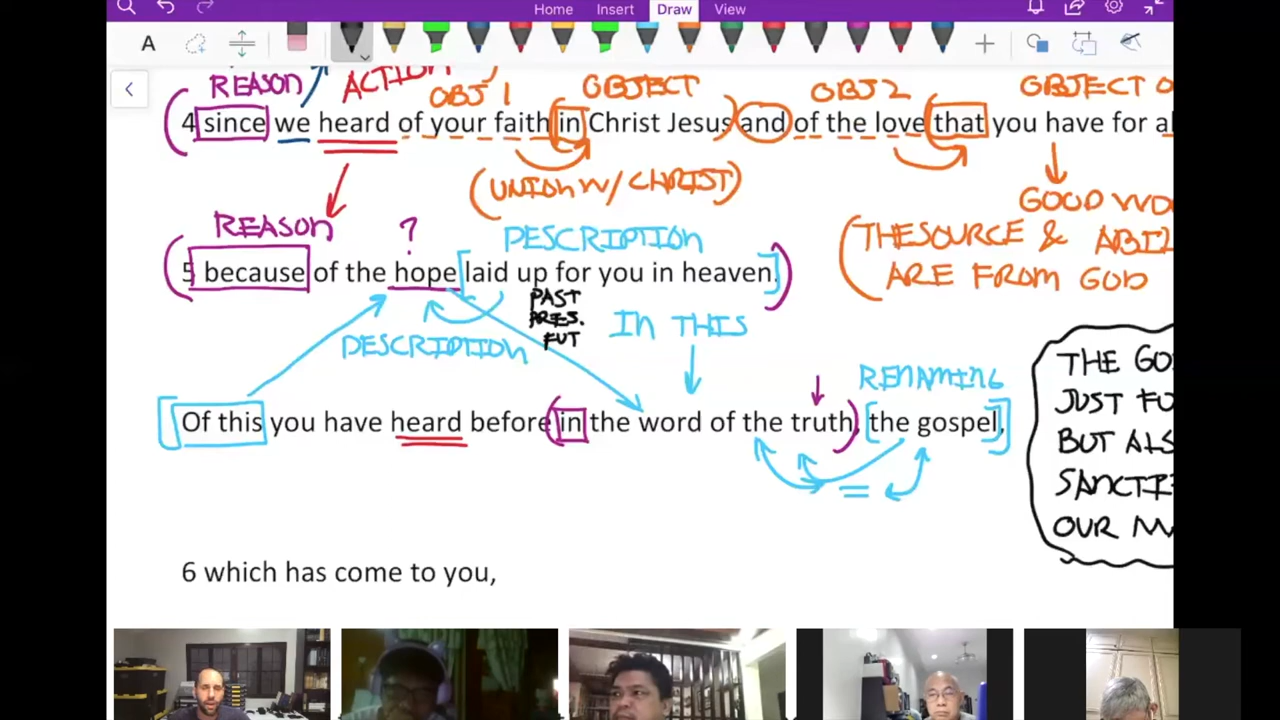 Home Insert Draw View
A
REASON ACTION OBJ 1 OBJECT OBJ 2 OBJECT O
4 since we heard of your faith in Christ Jesus and of the love that you have for al
(UNION W/ CHRIST)
GOOD WO
REASON ? DESCRIPTION
THE SOURCE & ABIL
5 because of the hope laid up for you in heaven.
ARE FROM GOD
PAST
PRES.
FUT
IN THIS
DESCRIPTION
THE GO
RENAMING
JUST FO
Of this you have heard before in the word of the truth, the gospel,
BUT ALS
=
SANCTIF
OUR M
6 which has come to you,